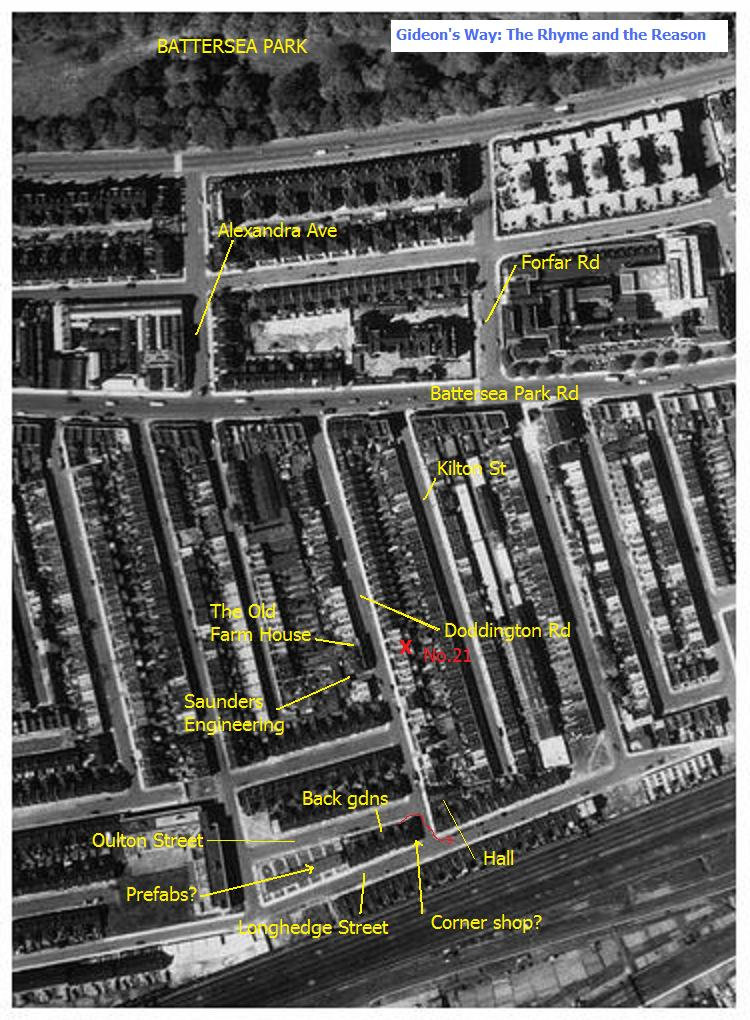 BATTERSEA PARK
Gideon's Way: The Rhyme and the Reason
Alexandra Ave
Forfar Rd
Battersea Park Rd
Kilton St
The Old
Farm House
Doddington Rd
X No.21
Saunders
Engineering
Back gdns
Oulton Street
Hall
Prefabs?
Longhedge Street
Corner shop?